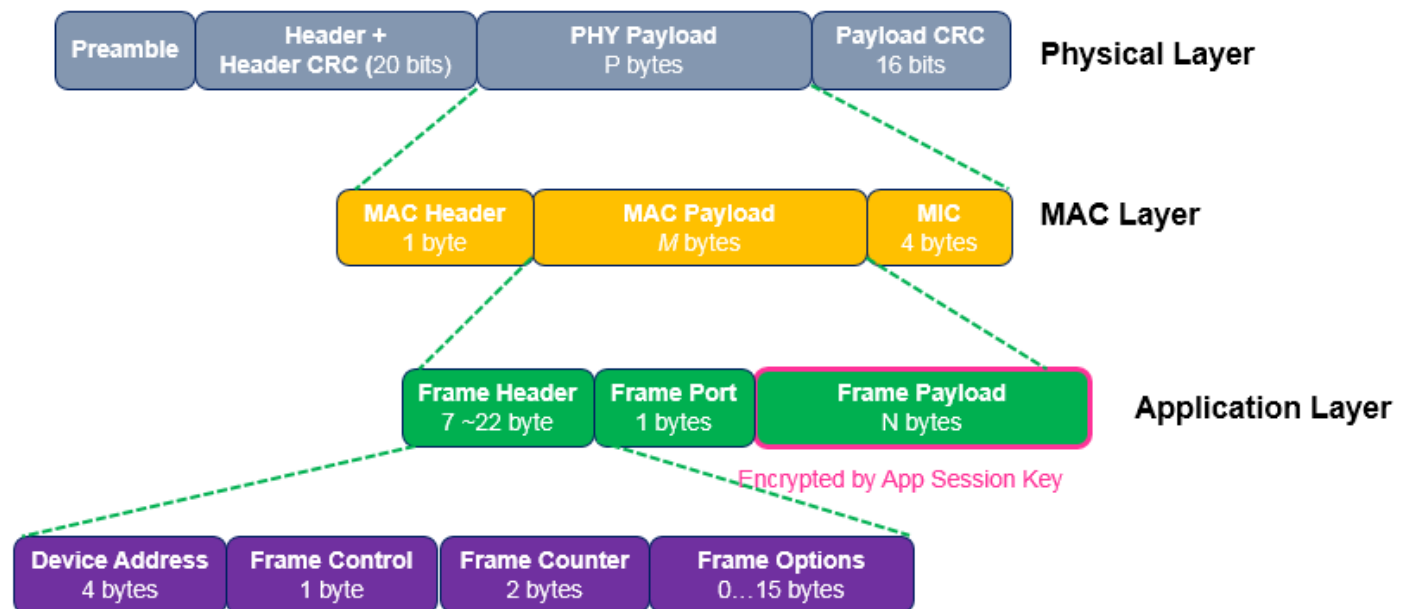 Preamble
Header +
Header CRC (20 bits)
PHY Payload
P bytes
Payload CRC
16 bits
Physical Layer
MAC Header
1 byte
MAC Payload
M bytes
MIC
4 bytes
MAC Layer
Frame Header
7 ~22 byte
Frame Port
1 bytes
Frame Payload
N bytes
Application Layer
Encrypted by App Session Key
Device Address
4 bytes
Frame Control
1 byte
Frame Counter
2 bytes
Frame Options
0...15 bytes